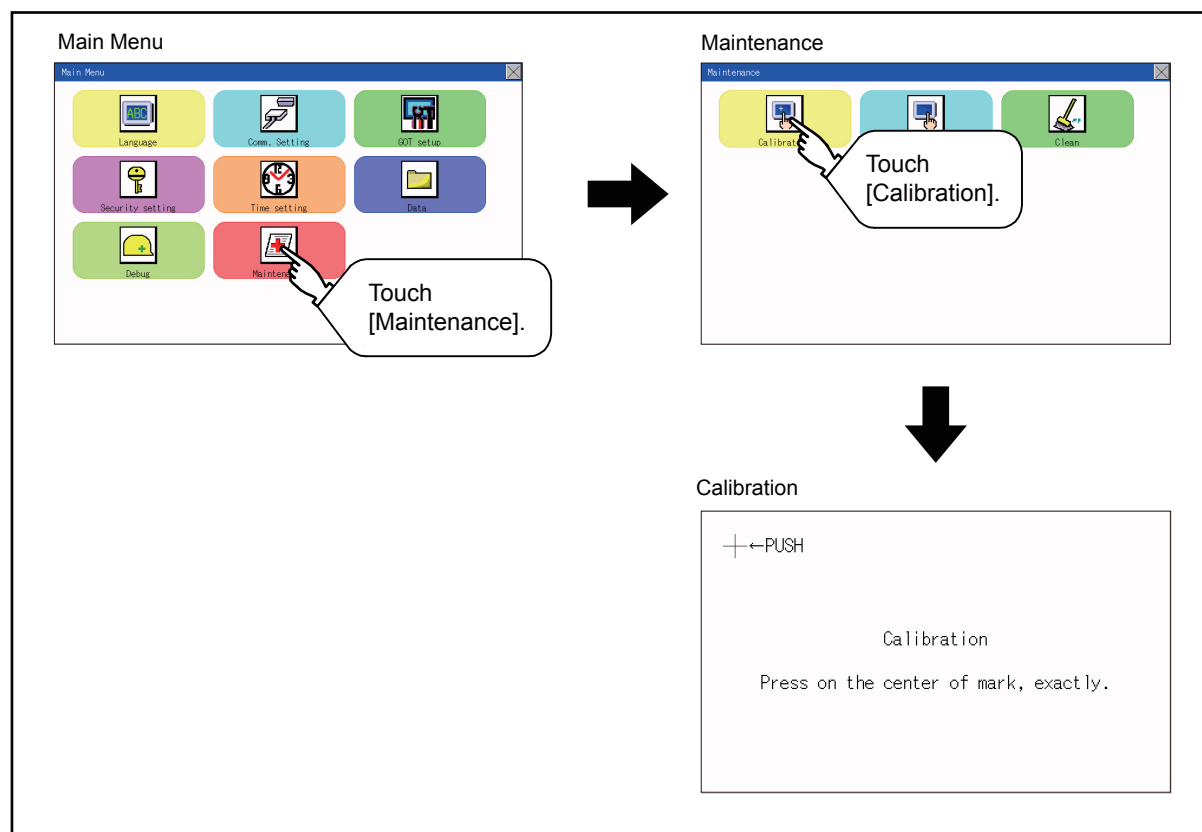 Main Menu
Main Menu
ABC
Language
Comm. Setting
GOT setup
Security setting
Time setting
Data
Debug
Touch
[Maintenance].
Maintenance
Maintenance
Clean
Touch
[Calibration].
Calibration
←PUSH
Calibration
Press on the center of mark, exactly.